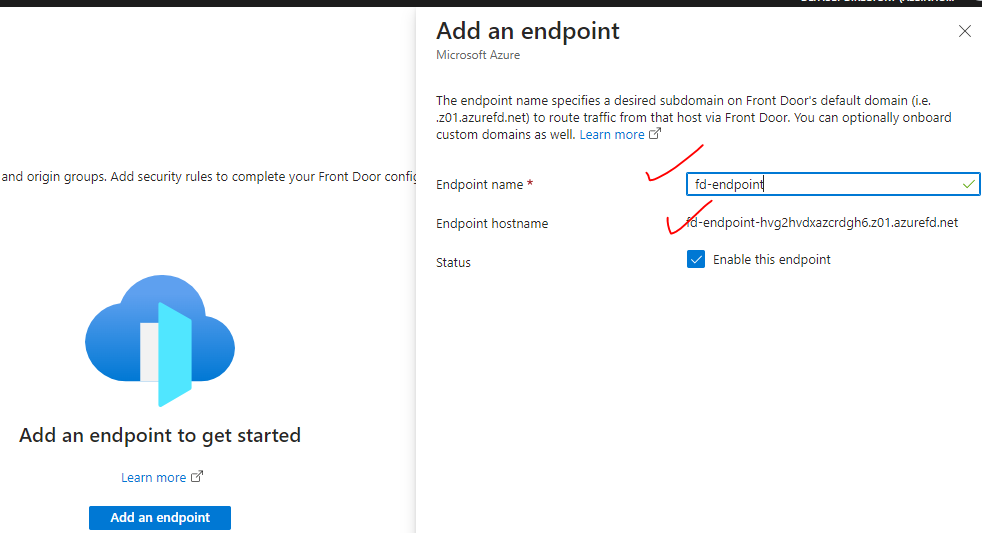 Add an endpoint
Microsoft Azure
The endpoint name specifies a desired subdomain on Front Door's default domain (i.e.
.z01.azurefd.net) to route traffic from that host via Front Door. You can optionally onboard
custom domains as well. Learn more
and origin groups. Add security rules to complete your Front Door config
Endpoint name *
fd-endpoint
Endpoint hostname
fd-endpoint-hvg2hvdxazcrdgh6.z01.azurefd.net
Status
Enable this endpoint
Add an endpoint to get started
Learn more
Add an endpoint